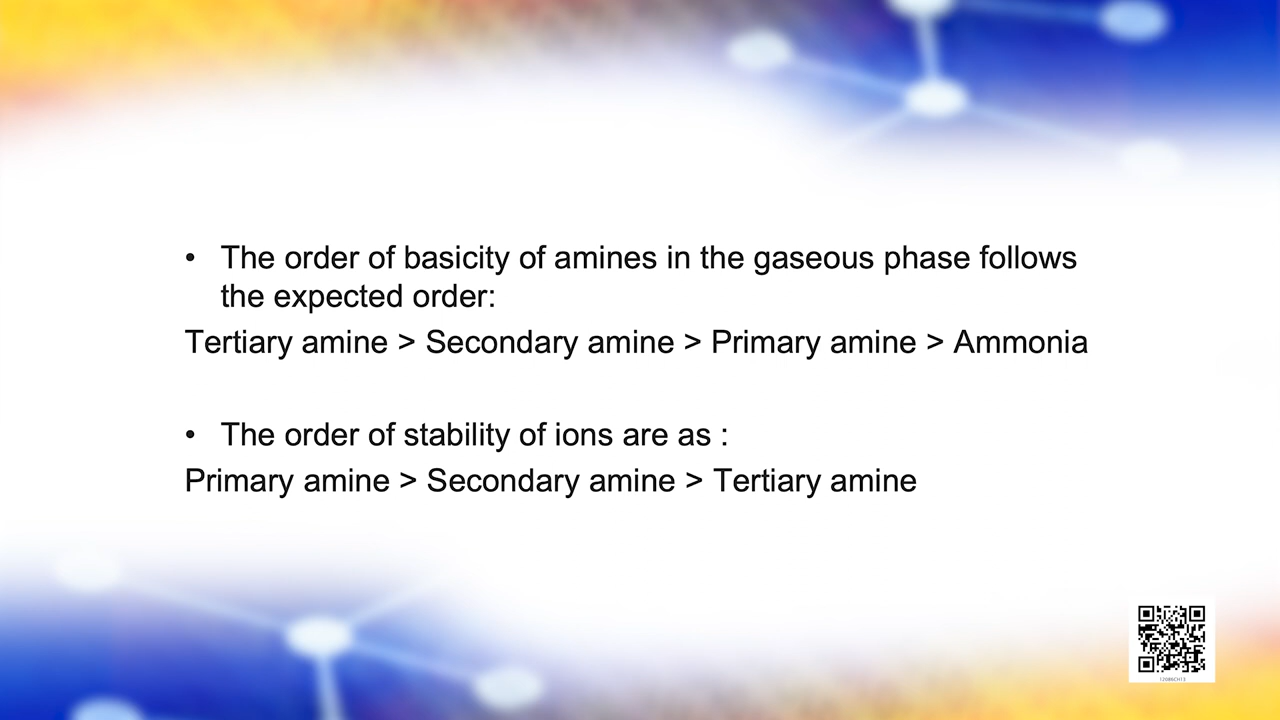 • The order of basicity of amines in the gaseous phase follows
the expected order:
Tertiary amine > Secondary amine > Primary amine > Ammonia
• The order of stability of ions are as :
Primary amine > Secondary amine > Tertiary amine
12086CH13